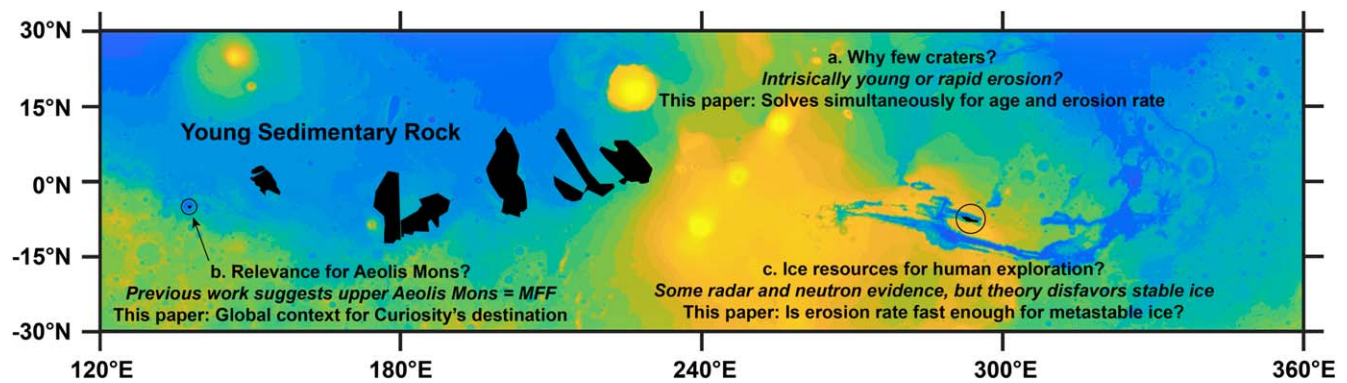 30°N
15°N
0°N
-15°N
-30°N
a. Why few craters?
Intrisically young or rapid erosion?
This paper: Solves simultaneously for age and erosion rate
Young Sedimentary Rock
b. Relevance for Aeolis Mons?
Previous work suggests upper Aeolis Mons = MFF
This paper: Global context for Curiosity's destination
c. Ice resources for human exploration?
Some radar and neutron evidence, but theory disfavors stable ice
This paper: Is erosion rate fast enough for metastable ice?
120°E 180°E 240°E 300°E 360°E